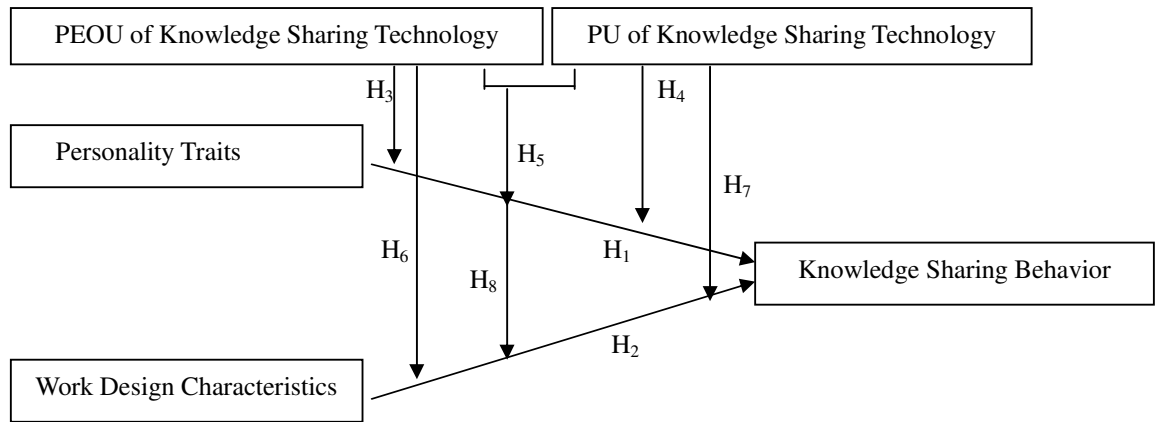 PEOU of Knowledge Sharing Technology
PU of Knowledge Sharing Technology
H₃
H₄
Personality Traits
H₅
H₇
H₆
H₁
H₈
Knowledge Sharing Behavior
H₂
Work Design Characteristics